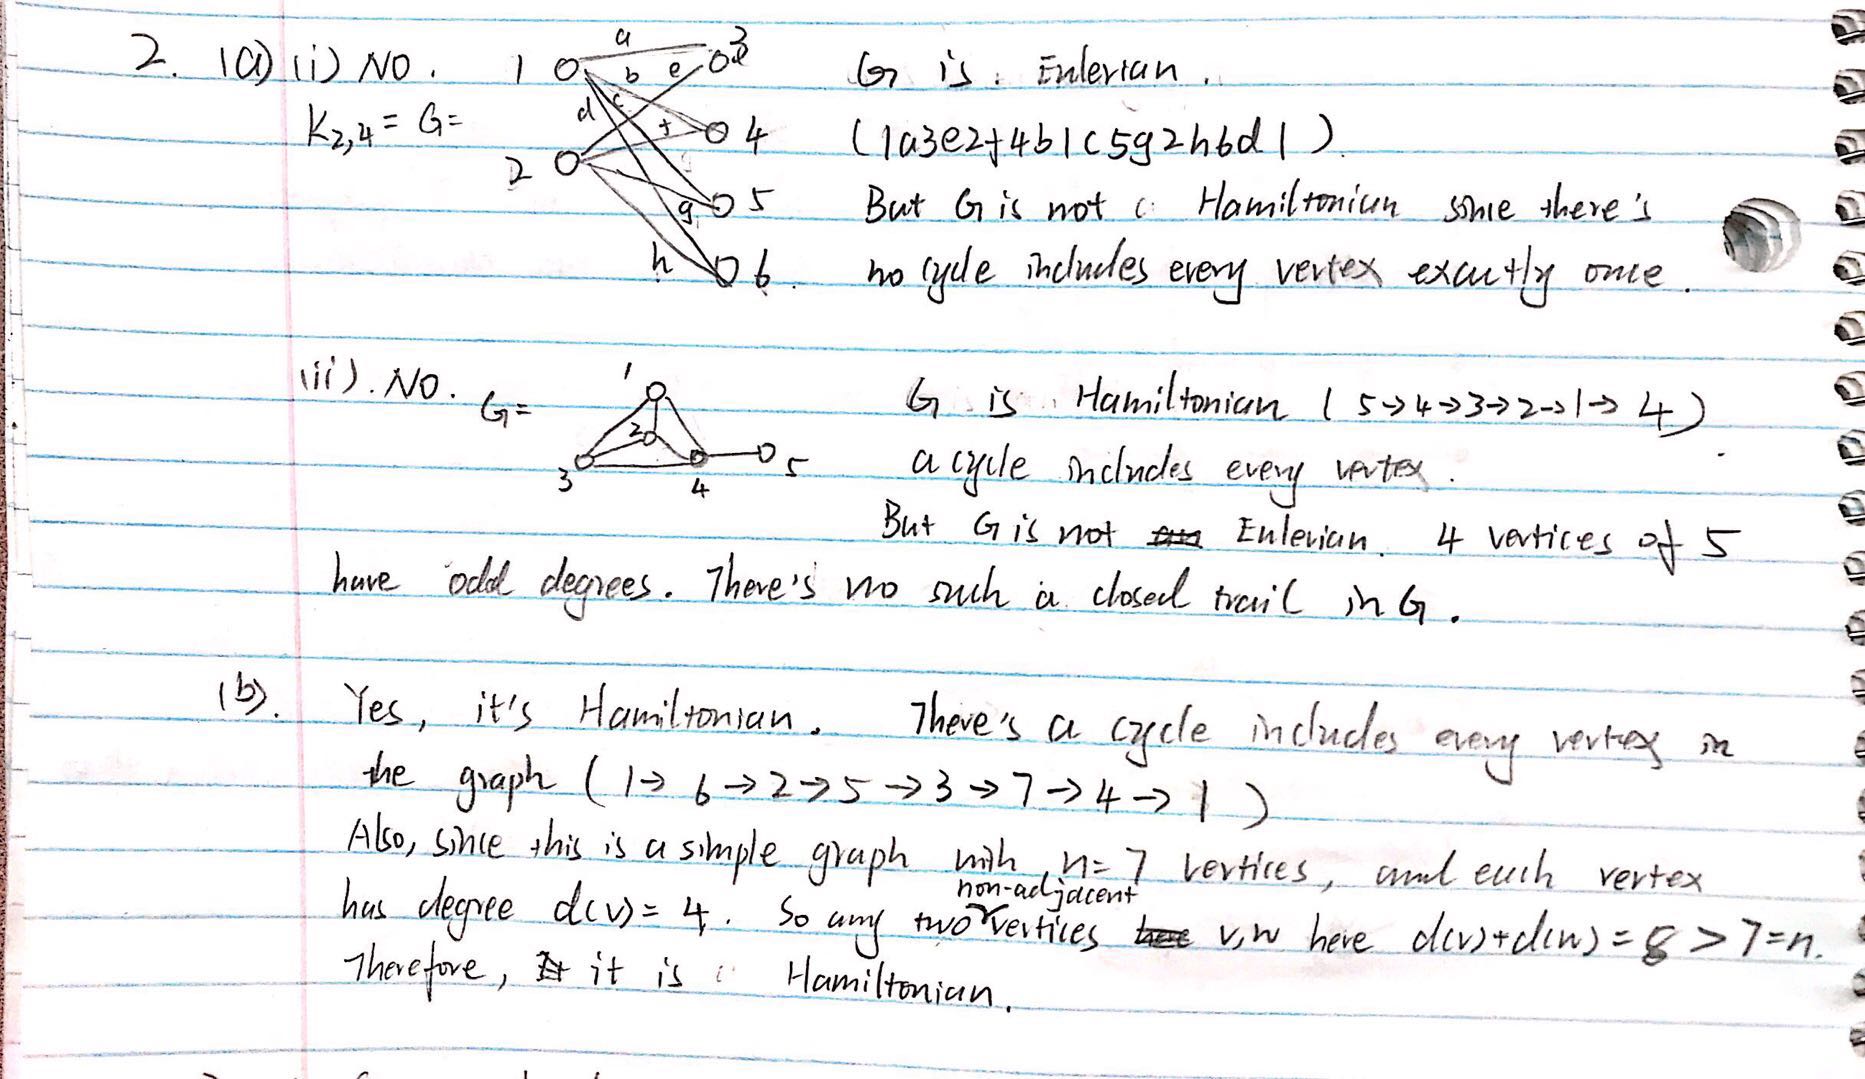 2. (a) (i) NO. 1 a 3 G is Eulerian.
b e
K2,4 = G= d c f 4 (1a3e2f4b1c5g2h6d1).
2 g 5 But G is not Hamiltonian since there's
h 6. no cycle includes every vertex exactly once.
(ii). NO. G= 1 2 3 4 5 G is Hamiltonian (5→4→3→2→1→4)
a cycle includes every vertex.
But G is not Eulerian. 4 vertices of 5
have odd degrees. There's no such a closed trail in G.
(b). Yes, it's Hamiltonian. There's a cycle includes every vertex in
the graph (1→6→2→5→3→7→4→1)
Also, since this is a simple graph with n=7 vertices, and each vertex
has degree d(v)=4. So any two non-adjacent vertices v,w here d(v)+d(w)=8>7=n.
Therefore, it is Hamiltonian.